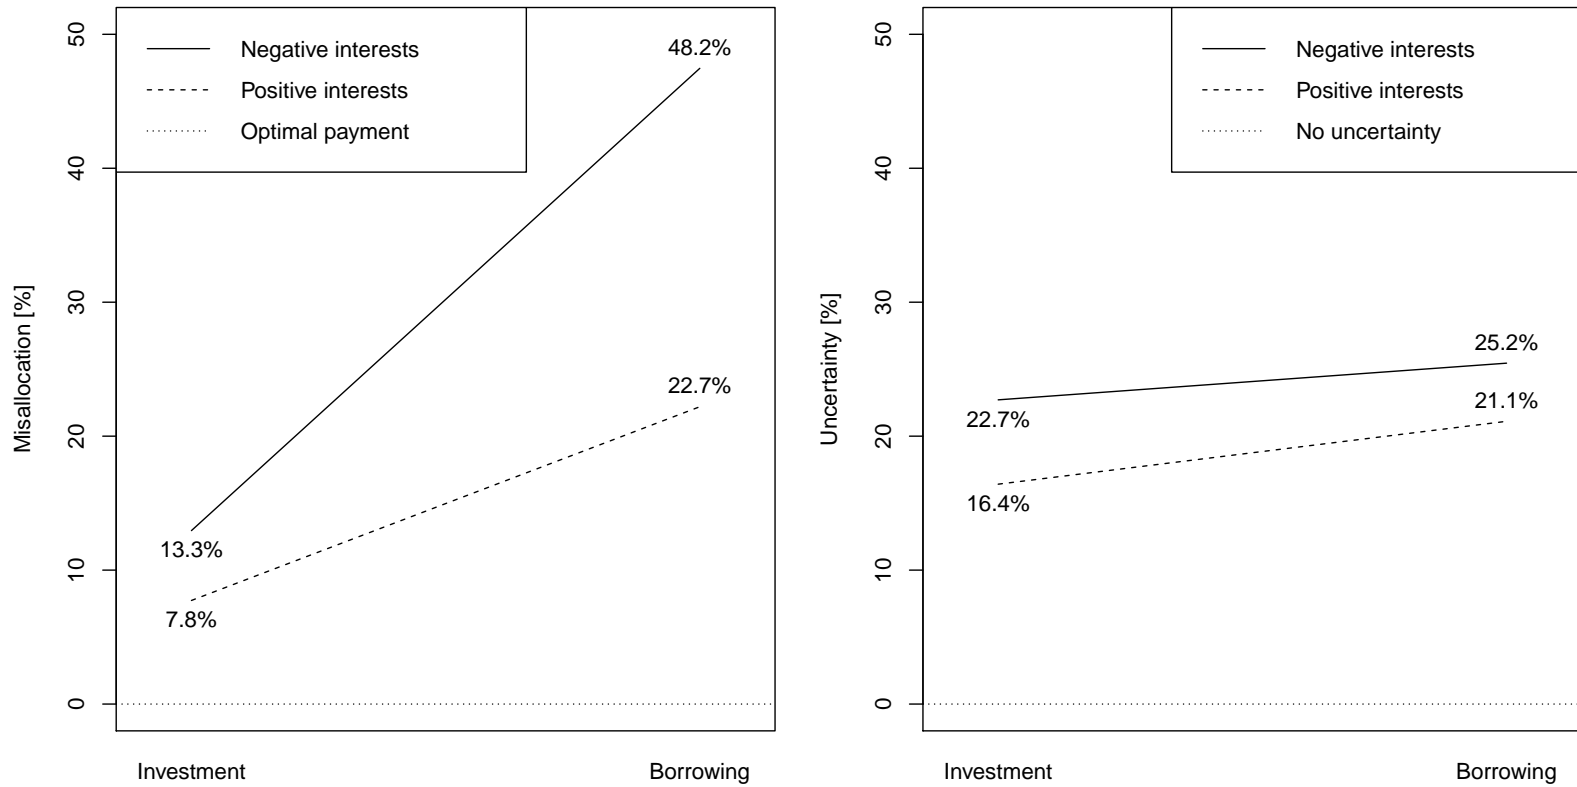 Negative interests
Positive interests
Optimal payment
48.2%
22.7%
13.3%
7.8%
50
40
30
20
10
0
Misallocation [%]
Investment
Borrowing
Negative interests
Positive interests
No uncertainty
25.2%
21.1%
22.7%
16.4%
50
40
30
20
10
0
Uncertainty [%]
Investment
Borrowing